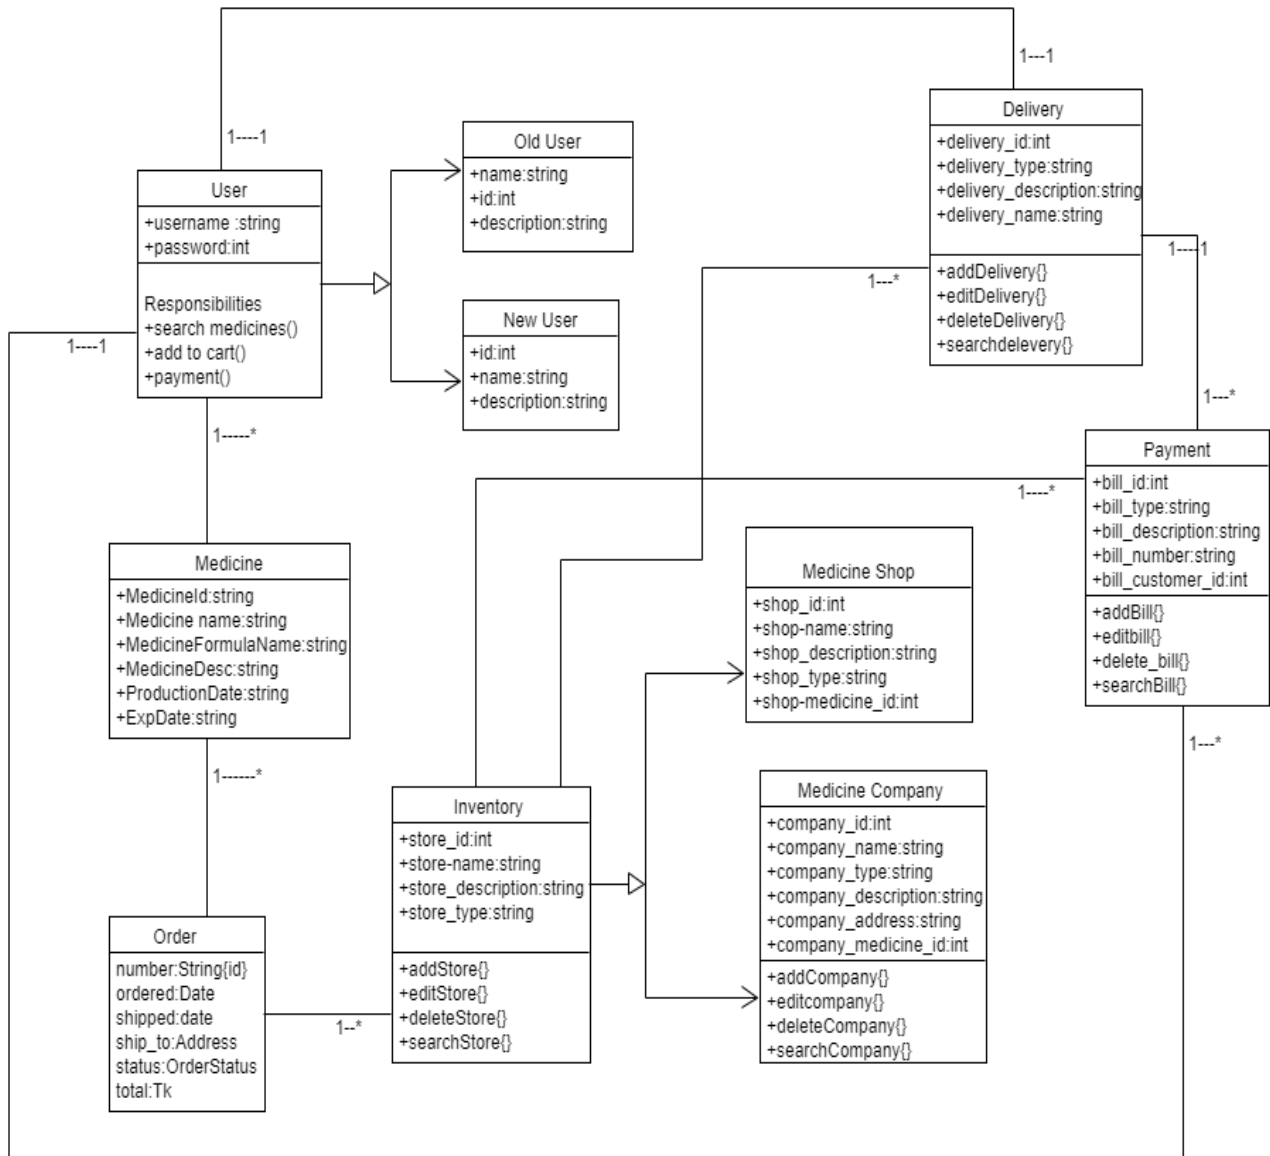 1---1
Delivery
+delivery_id:int
+delivery_type:string
+delivery_description:string
+delivery_name:string
+addDelivery{}
+editDelivery{}
+deleteDelivery{}
+searchdelevery{}
1----1
User
+username :string
+password:int
Responsibilities
+search medicines()
+add to cart()
+payment()
Old User
+name:string
+id:int
+description:string
New User
+id:int
+name:string
+description:string
1---*
1----1
1----1
1---*
1-----*
Payment
+bill_id:int
+bill_type:string
+bill_description:string
+bill_number:string
+bill_customer_id:int
+addBill{}
+editbill{}
+delete_bill{}
+searchBill{}
1----*
Medicine
+MedicineId:string
+Medicine name:string
+MedicineFormulaName:string
+MedicineDesc:string
+ProductionDate:string
+ExpDate:string
Medicine Shop
+shop_id:int
+shop-name:string
+shop_description:string
+shop_type:string
+shop-medicine_id:int
1---*
1------*
Inventory
+store_id:int
+store-name:string
+store_description:string
+store_type:string
+addStore{}
+editStore{}
+deleteStore{}
+searchStore{}
Medicine Company
+company_id:int
+company_name:string
+company_type:string
+company_description:string
+company_address:string
+company_medicine_id:int
+addCompany{}
+editcompany{}
+deleteCompany{}
+searchCompany{}
Order
number:String{id}
ordered:Date
shipped:date
ship_to:Address
status:OrderStatus
total:Tk
1--*